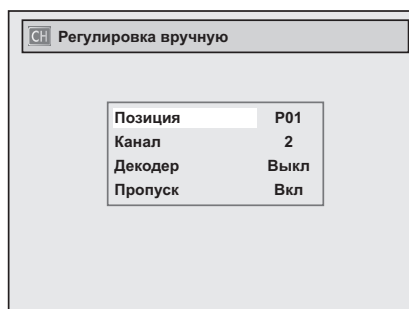 CH Регулировка вручную
Позиция P01
Канал 2
Декодер Выкл
Пропуск Вкл